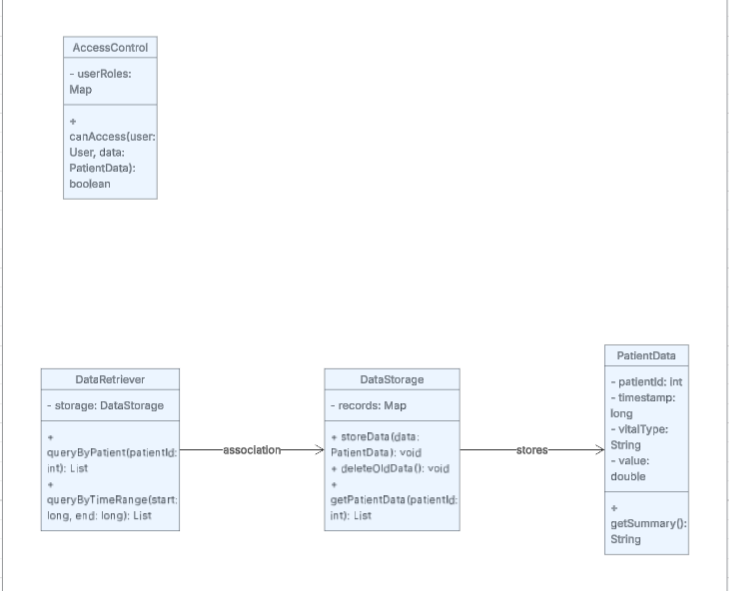 AccessControl
- userRoles:
Map
+
canAccess(user:
User, data:
PatientData):
boolean
DataRetriever
- storage: DataStorage
+
queryByPatient(patientId:
int): List
+
queryByTimeRange(start:
long, end: long): List
association
DataStorage
- records: Map
+ storeData(data:
PatientData): void
+ deleteOldData(): void
+
getPatientData(patientId:
int): List
stores
PatientData
- patientId: int
- timestamp:
long
- vitalType:
String
- value:
double
+
getSummary():
String